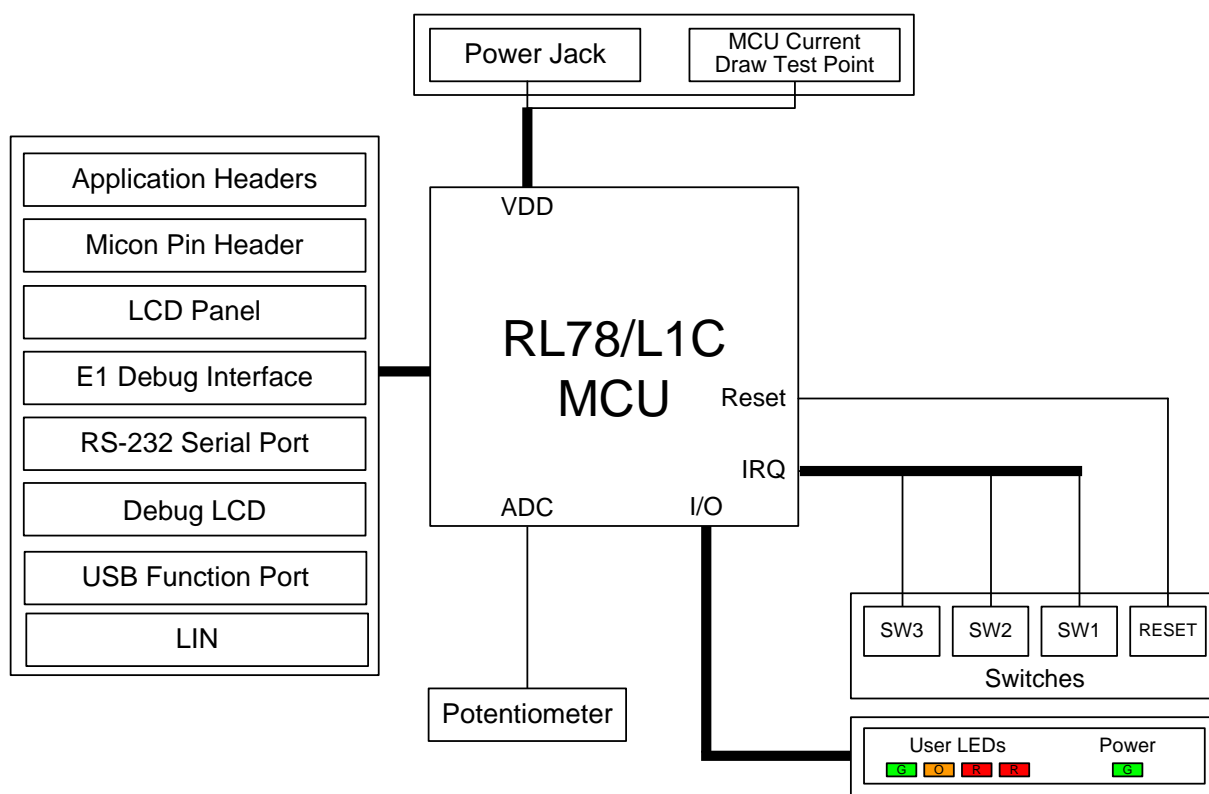 Power Jack
MCU Current
Draw Test Point
Application Headers
Micon Pin Header
LCD Panel
E1 Debug Interface
RS-232 Serial Port
Debug LCD
USB Function Port
LIN
VDD
RL78/L1C
MCU
Reset
IRQ
ADC
I/O
Potentiometer
SW3
SW2
SW1
RESET
Switches
User LEDs
Power
G
O
R
R
G